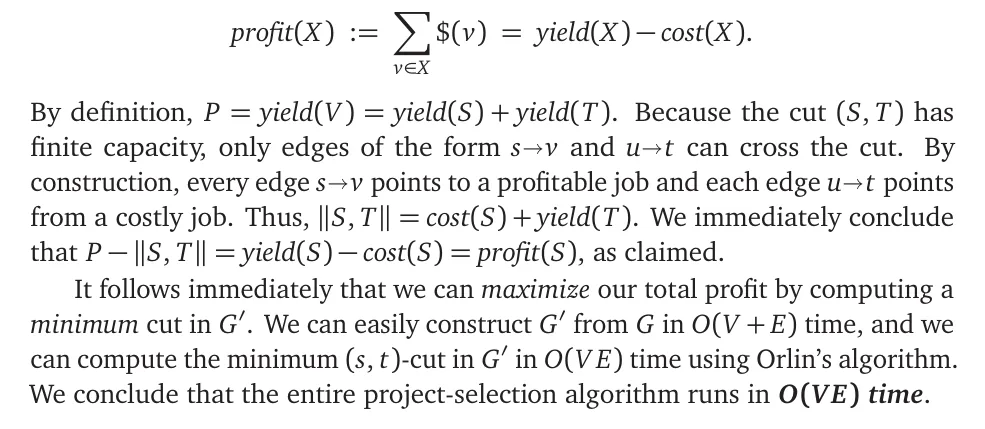 profit(X) := ∑ $(v) = yield(X) − cost(X).
v∈X
By definition, P = yield(V) = yield(S) + yield(T). Because the cut (S, T) has
finite capacity, only edges of the form s→v and u→t can cross the cut. By
construction, every edge s→v points to a profitable job and each edge u→t points
from a costly job. Thus, ‖S, T‖ = cost(S) + yield(T). We immediately conclude
that P − ‖S, T‖ = yield(S) − cost(S) = profit(S), as claimed.
It follows immediately that we can maximize our total profit by computing a
minimum cut in G′. We can easily construct G′ from G in O(V + E) time, and we
can compute the minimum (s, t)-cut in G′ in O(VE) time using Orlin's algorithm.
We conclude that the entire project-selection algorithm runs in O(VE) time.